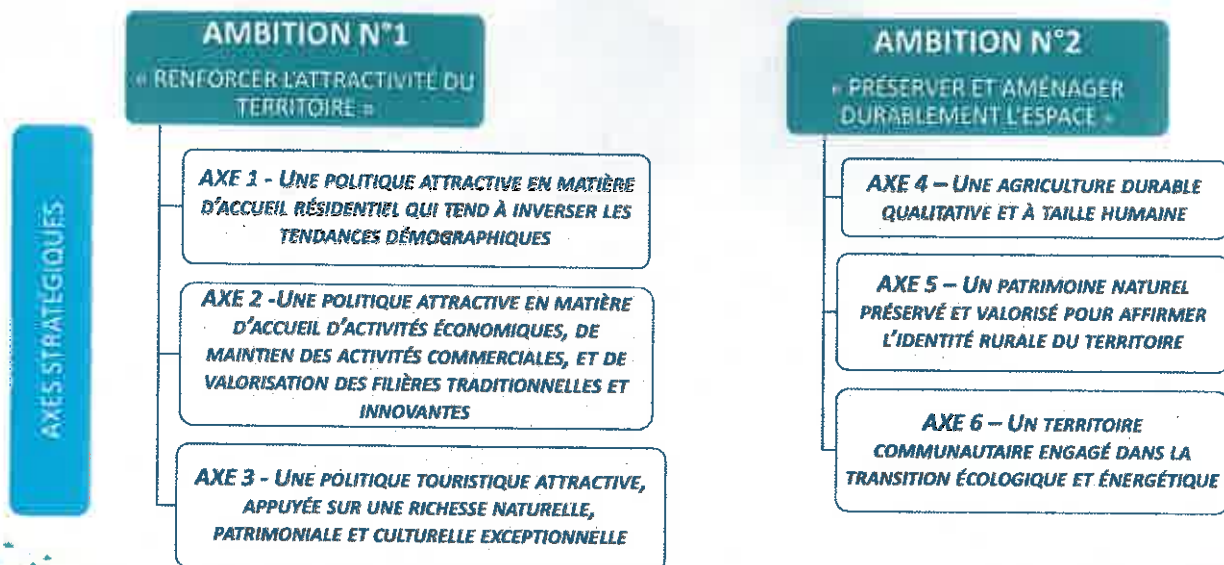 AMBITION N°1
« RENFORCER L'ATTRACTIVITÉ DU
TERRITOIRE »
AXES STRATÉGIQUES
AXE 1 - UNE POLITIQUE ATTRACTIVE EN MATIÈRE
D'ACCUEIL RÉSIDENTIEL QUI TEND À INVERSER LES
TENDANCES DÉMOGRAPHIQUES
AXE 2 -UNE POLITIQUE ATTRACTIVE EN MATIÈRE
D'ACCUEIL D'ACTIVITÉS ÉCONOMIQUES, DE
MAINTIEN DES ACTIVITÉS COMMERCIALES, ET DE
VALORISATION DES FILIÈRES TRADITIONNELLES ET
INNOVANTES
AXE 3 - UNE POLITIQUE TOURISTIQUE ATTRACTIVE,
APPUYÉE SUR UNE RICHESSE NATURELLE,
PATRIMONIALE ET CULTURELLE EXCEPTIONNELLE
AMBITION N°2
« PRÉSERVER ET AMÉNAGER
DURABLEMENT L'ESPACE »
AXE 4 – UNE AGRICULTURE DURABLE
QUALITATIVE ET À TAILLE HUMAINE
AXE 5 – UN PATRIMOINE NATUREL
PRÉSERVÉ ET VALORISÉ POUR AFFIRMER
L'IDENTITÉ RURALE DU TERRITOIRE
AXE 6 – UN TERRITOIRE
COMMUNAUTAIRE ENGAGÉ DANS LA
TRANSITION ÉCOLOGIQUE ET ÉNERGÉTIQUE